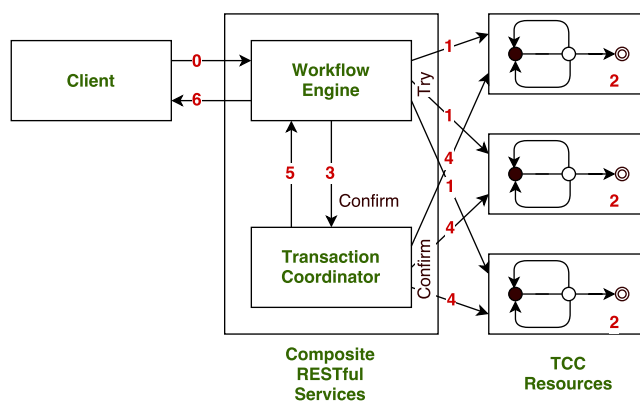 Client
0
6
Workflow
Engine
5
3
Confirm
Transaction
Coordinator
Try
Confirm
1
1
4
1
4
4
2
2
2
Composite
RESTful
Services
TCC
Resources